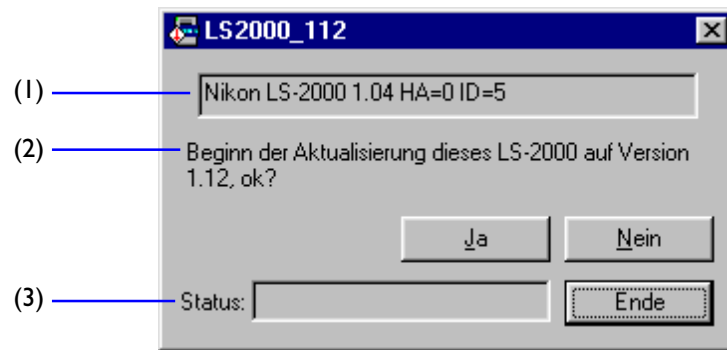 LS2000_112
(1) Nikon LS-2000 1.04 HA=0 ID=5
(2) Beginn der Aktualisierung dieses LS-2000 auf Version
1.12, ok?
Ja Nein
(3) Status: Ende